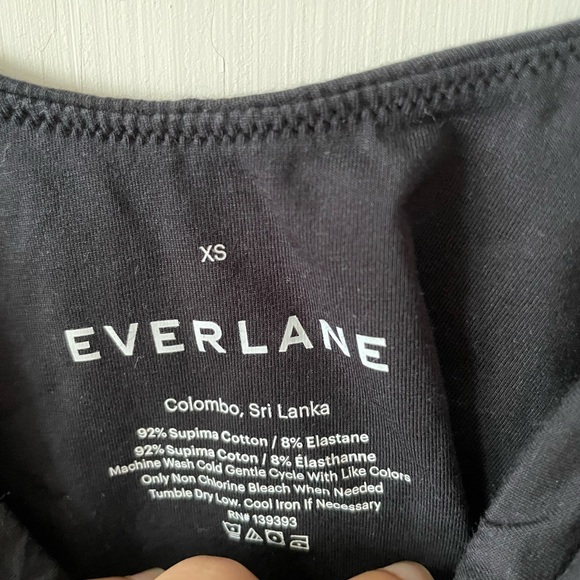 XS
EVERLANE
Colombo, Sri Lanka
92% Supima Cotton / 8% Elastane
92% Supima Cotton / 8% Élasthanne
Machine Wash Cold Gentle Cycle With Like Colors
Only Non Chlorine Bleach When Needed
Tumble Dry Low. Cool Iron If Necessary
RN# 139393